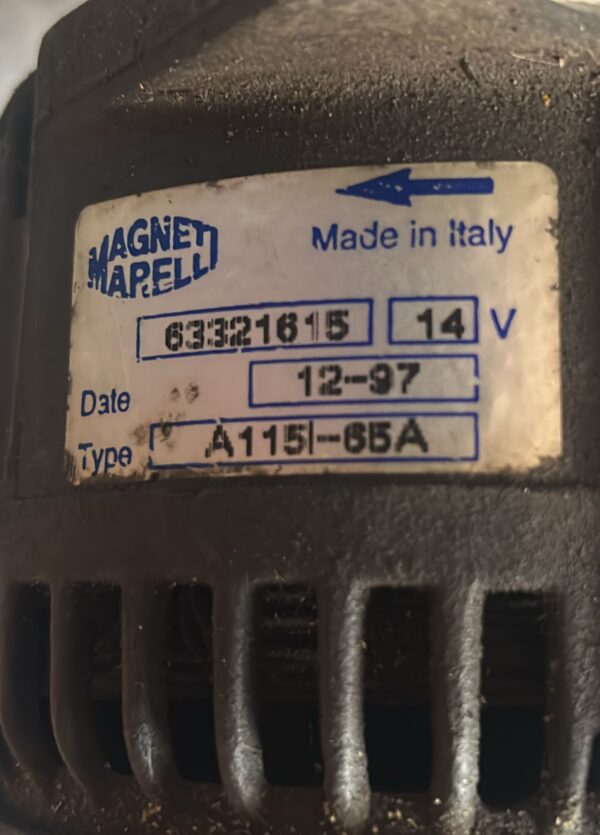 Made in Italy
MAGNETI
MARELLI
63321615 14 V
Date 12-97
Type A115I-65A